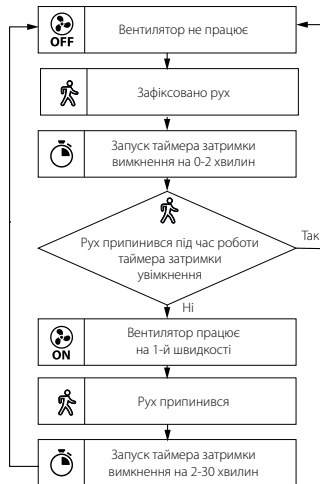 OFF
Вентилятор не працює
Зафіксовано рух
Запуск таймера затримки
вимкнення на 0-2 хвилин
Рух припинився під час роботи
таймера затримки
увімкнення
Так
Ні
ON
Вентилятор працює
на 1-й швидкості
Рух припинився
Запуск таймера затримки
вимкнення на 2-30 хвилин